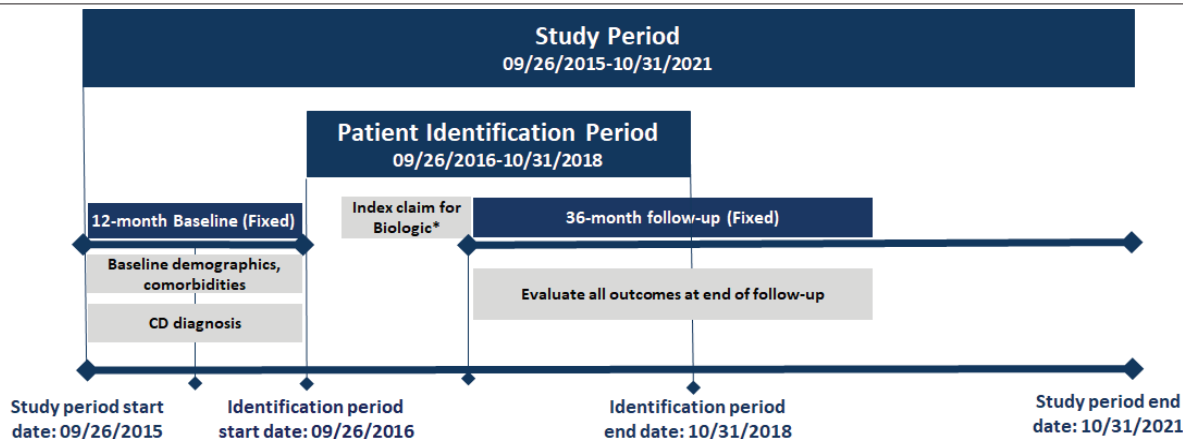 Study Period
09/26/2015-10/31/2021
Patient Identification Period
09/26/2016-10/31/2018
12-month Baseline (Fixed)
Index claim for
Biologic*
36-month follow-up (Fixed)
Baseline demographics,
comorbidities
Evaluate all outcomes at end of follow-up
CD diagnosis
Study period start
date: 09/26/2015
Identification period
start date: 09/26/2016
Identification period
end date: 10/31/2018
Study period end
date: 10/31/2021